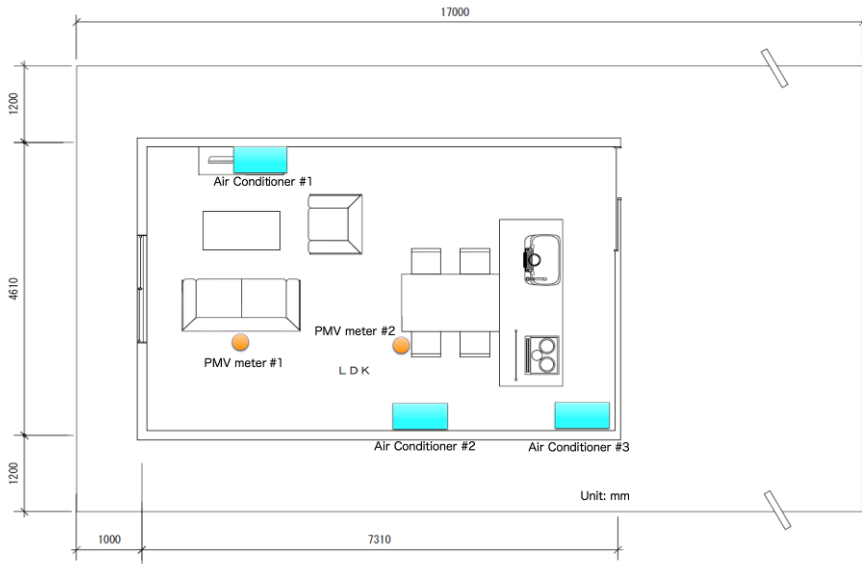 17000
1200
Air Conditioner #1
4610
PMV meter #2
PMV meter #1
LDK
Air Conditioner #2
Air Conditioner #3
1200
Unit: mm
1000
7310